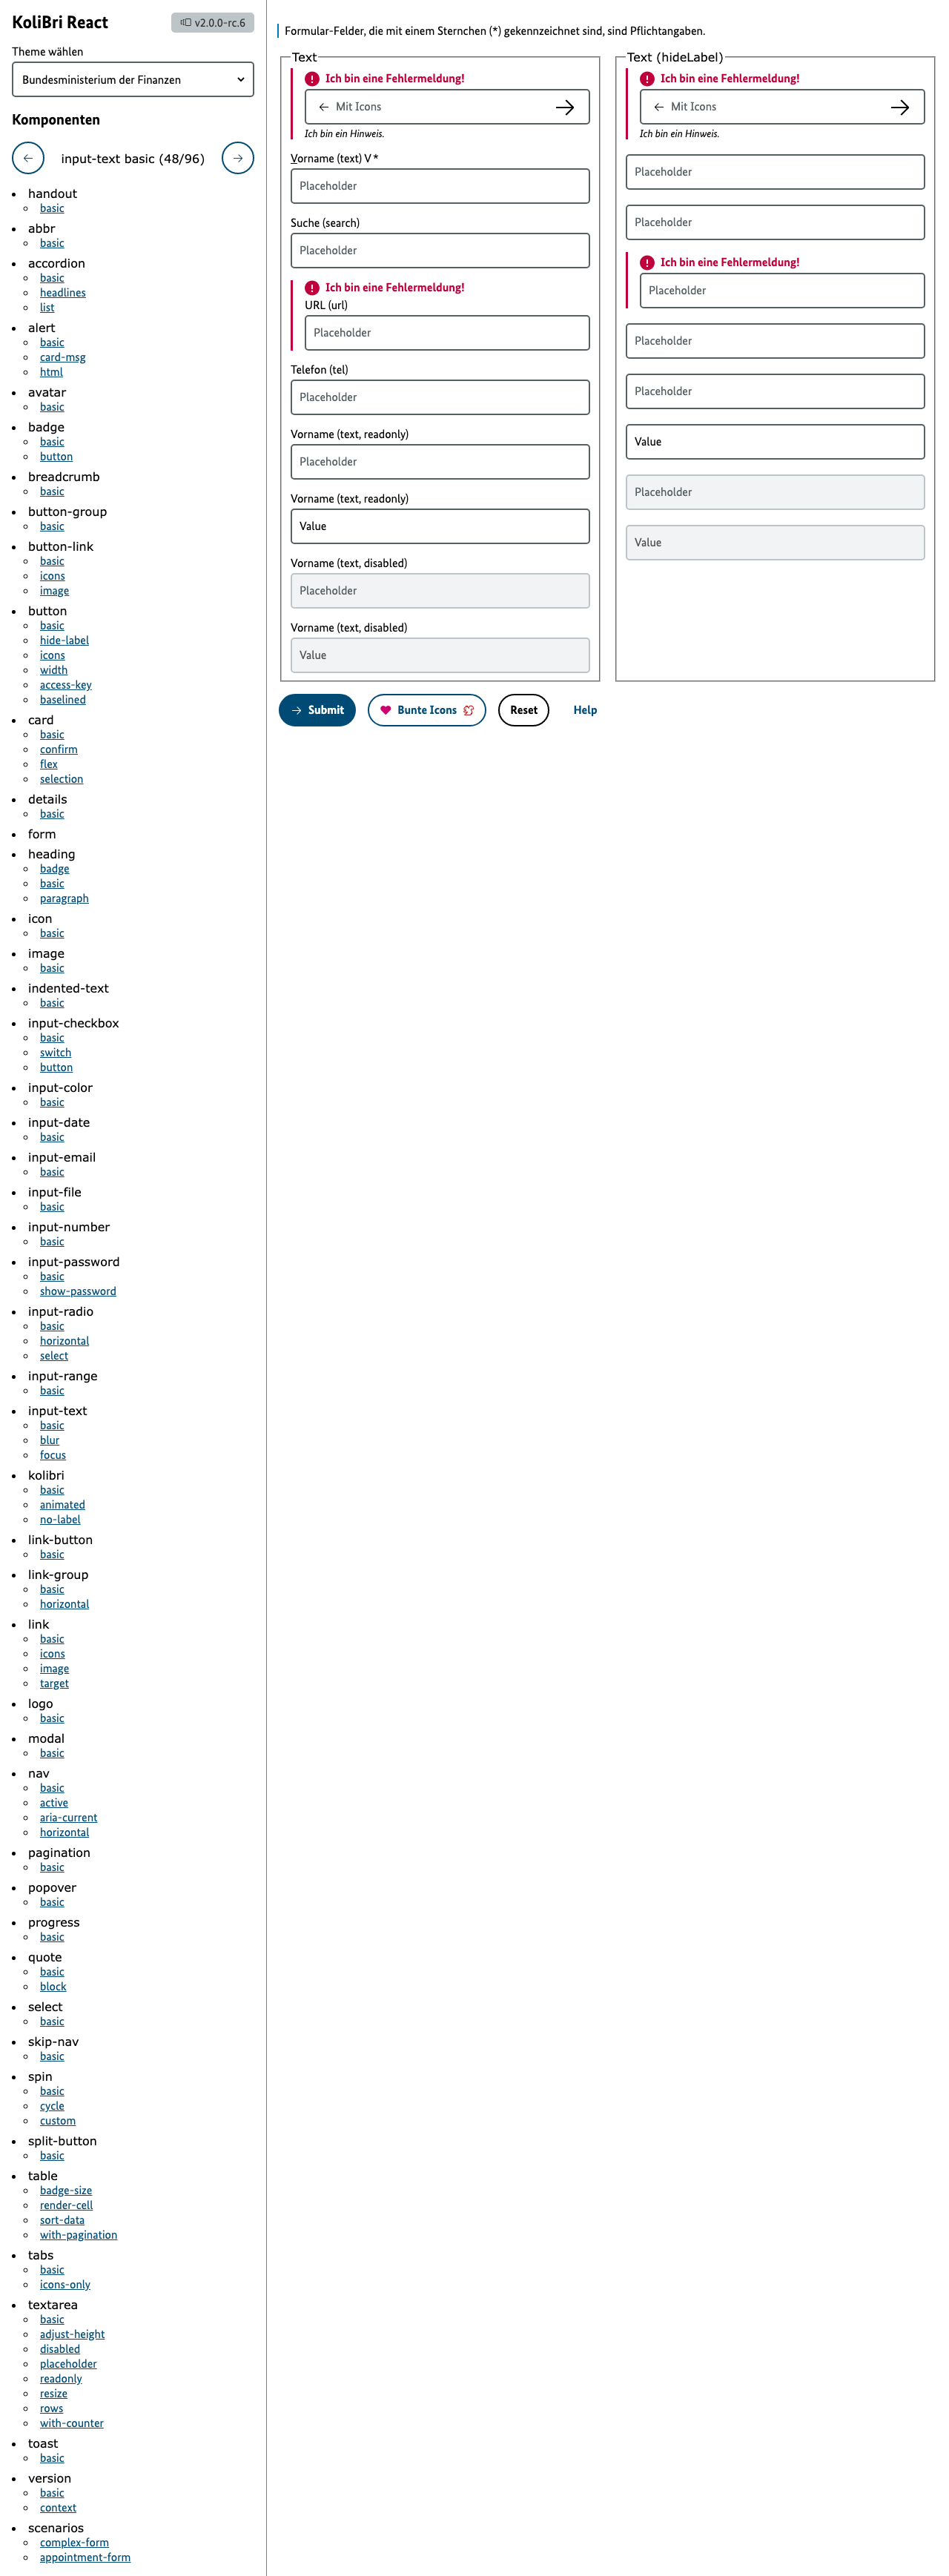 KoliBri React
v2.0.0-rc.6
Theme wählen
Bundesministerium der Finanzen
Komponenten
input-text basic (48/96)
handout
basic
abbr
basic
accordion
basic
headlines
list
alert
basic
card-msg
html
avatar
basic
badge
basic
button
breadcrumb
basic
button-group
basic
button-link
basic
icons
image
button
basic
hide-label
icons
width
access-key
baselined
card
basic
confirm
flex
selection
details
basic
form
heading
badge
basic
paragraph
icon
basic
image
basic
indented-text
basic
input-checkbox
basic
switch
button
input-color
basic
input-date
basic
input-email
basic
input-file
basic
input-number
basic
input-password
basic
show-password
input-radio
basic
horizontal
select
input-range
basic
input-text
basic
blur
focus
kolibri
basic
animated
no-label
link-button
basic
link-group
basic
horizontal
link
basic
icons
image
target
logo
basic
modal
basic
nav
basic
active
aria-current
horizontal
pagination
basic
popover
basic
progress
basic
quote
basic
block
select
basic
skip-nav
basic
spin
basic
cycle
custom
split-button
basic
table
badge-size
render-cell
sort-data
with-pagination
tabs
basic
icons-only
textarea
basic
adjust-height
disabled
placeholder
readonly
resize
rows
with-counter
toast
basic
version
basic
context
scenarios
complex-form
appointment-form
Formular-Felder, die mit einem Sternchen (*) gekennzeichnet sind, sind Pflichtangaben.
Text
Ich bin eine Fehlermeldung!
Mit Icons
Ich bin ein Hinweis.
Vorname (text) V *
Placeholder
Suche (search)
Placeholder
Ich bin eine Fehlermeldung!
URL (url)
Placeholder
Telefon (tel)
Placeholder
Vorname (text, readonly)
Placeholder
Vorname (text, readonly)
Value
Vorname (text, disabled)
Placeholder
Vorname (text, disabled)
Value
Text (hideLabel)
Ich bin eine Fehlermeldung!
Mit Icons
Ich bin ein Hinweis.
Placeholder
Placeholder
Ich bin eine Fehlermeldung!
Placeholder
Placeholder
Placeholder
Value
Placeholder
Value
Submit
Bunte Icons
Reset
Help